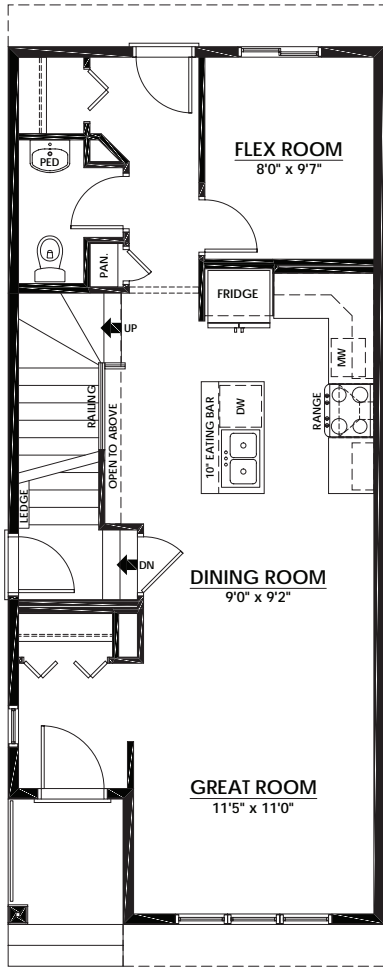 FLEX ROOM
8'0" x 9'7"
PED
PAN.
FRIDGE
UP
MW
RAILING
OPEN TO ABOVE
10" EATING BAR
DW
RANGE
LEDGE
DN
DINING ROOM
9'0" x 9'2"
GREAT ROOM
11'5" x 11'0"